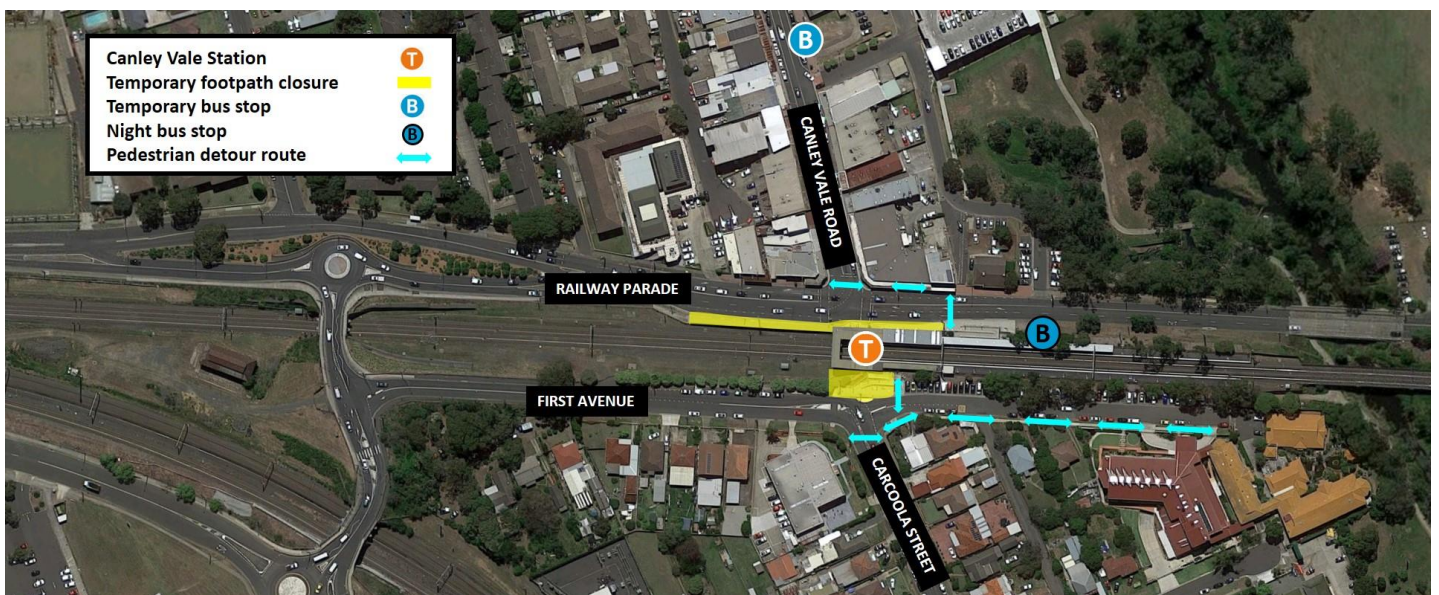 Canley Vale Station T
Temporary footpath closure
Temporary bus stop B
Night bus stop B
Pedestrian detour route
B
CANLEY VALE ROAD
RAILWAY PARADE
B
T
FIRST AVENUE
CARCOOLA STREET